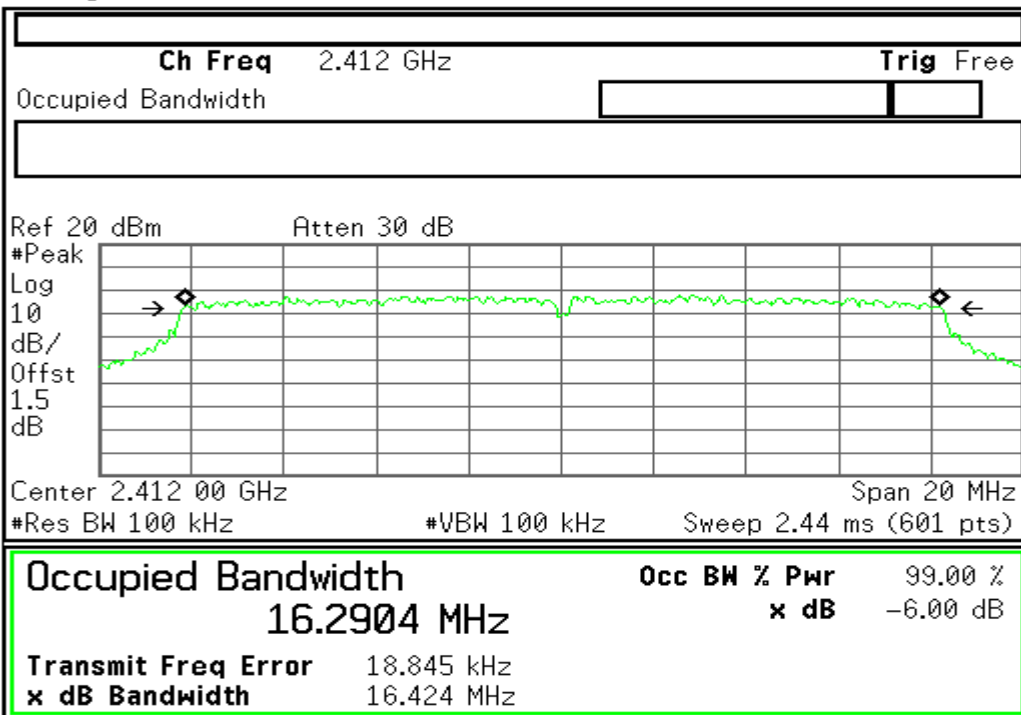 Ch Freq 2.412 GHz Trig Free
Occupied Bandwidth
Ref 20 dBm Atten 30 dB
#Peak
Log
10
dB/
Offst
1.5
dB
Center 2.412 00 GHz Span 20 MHz
#Res BW 100 kHz #VBW 100 kHz Sweep 2.44 ms (601 pts)
Occupied Bandwidth Occ BW % Pwr 99.00 %
16.2904 MHz x dB -6.00 dB
Transmit Freq Error 18.845 kHz
x dB Bandwidth 16.424 MHz